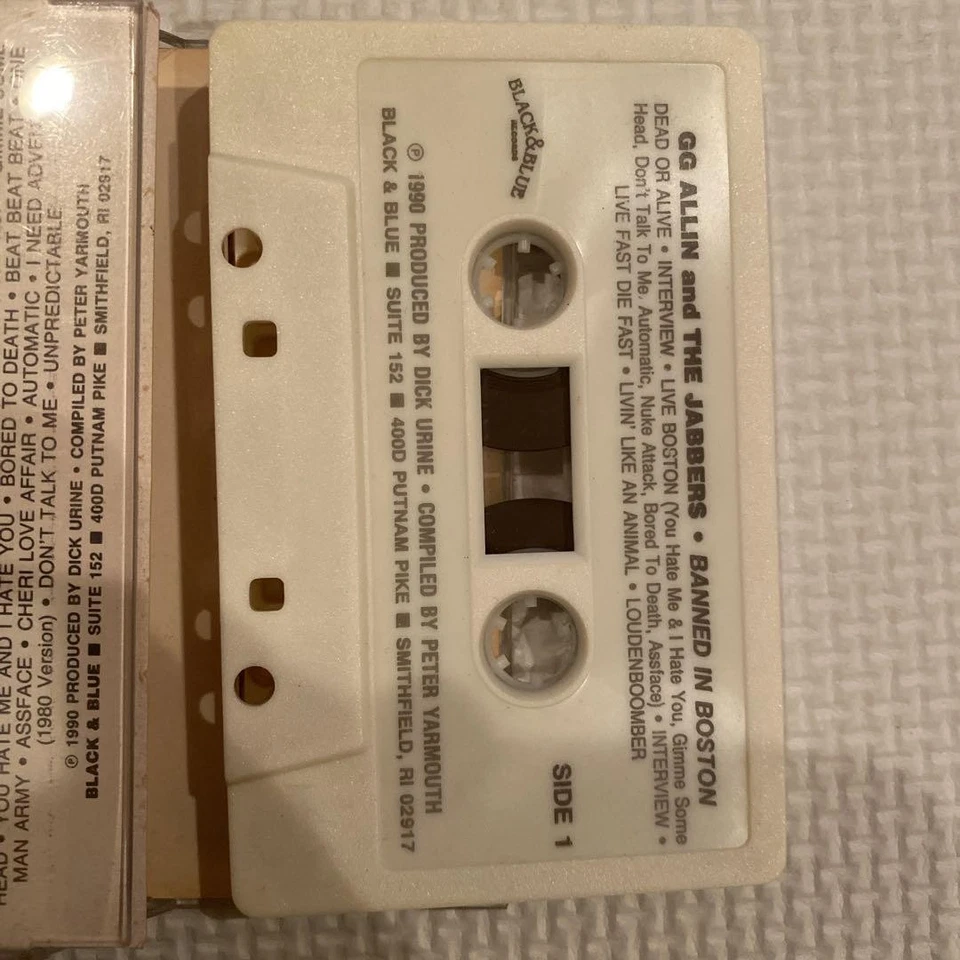 GG ALLIN and THE JABBERS • BANNED IN BOSTON
DEAD OR ALIVE • INTERVIEW • LIVE BOSTON (You Hate Me & I Hate You, Gimme Some
Head, Don't Talk To Me, Automatic, Nuke Attack, Bored To Death, Assface) • INTERVIEW •
LIVE FAST DIE FAST • LIVIN' LIKE AN ANIMAL • LOUDENBOOMBER
BLACK&BLUE
RECORDS
SIDE 1
℗ 1990 PRODUCED BY DICK URINE • COMPILED BY PETER YARMOUTH
BLACK & BLUE ■ SUITE 152 ■ 400D PUTNAM PIKE ■ SMITHFIELD, RI 02917
HEAD • YOU HATE ME AND I HATE YOU • BORED TO DEATH • BEAT BEAT BEAT • ONE
MAN ARMY • ASSFACE • CHERI LOVE AFFAIR • AUTOMATIC • I NEED
(1980 Version) • DON'T TALK TO ME • UNPREDICTABLE
℗ 1990 PRODUCED BY DICK URINE • COMPILED BY PETER YARMOUTH
BLACK & BLUE ■ SUITE 152 ■ 400D PUTNAM PIKE ■ SMITHFIELD, RI 02917